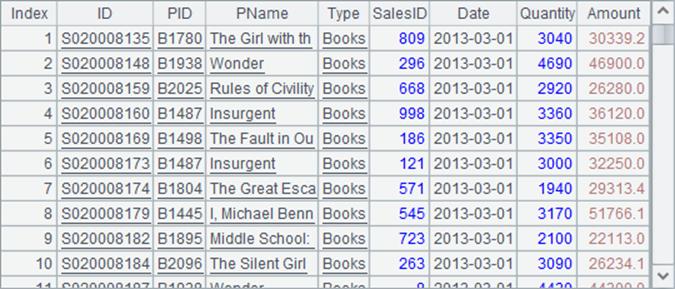 Index ID PID PName Type SalesID Date Quantity Amount
1 S020008135 B1780 The Girl with th Books 809 2013-03-01 3040 30339.2
2 S020008148 B1938 Wonder Books 296 2013-03-01 4690 46900.0
3 S020008159 B2025 Rules of Civility Books 668 2013-03-01 2920 26280.0
4 S020008160 B1487 Insurgent Books 998 2013-03-01 3360 36120.0
5 S020008169 B1498 The Fault in Ou Books 186 2013-03-01 3350 35108.0
6 S020008173 B1487 Insurgent Books 121 2013-03-01 3000 32250.0
7 S020008174 B1804 The Great Esca Books 571 2013-03-01 1940 29313.4
8 S020008179 B1445 I, Michael Benn Books 545 2013-03-01 3170 51766.1
9 S020008182 B1895 Middle School: Books 723 2013-03-01 2100 22113.0
10 S020008184 B2096 The Silent Girl Books 263 2013-03-01 3090 26234.1
11 Wonder Books 2013-03-01